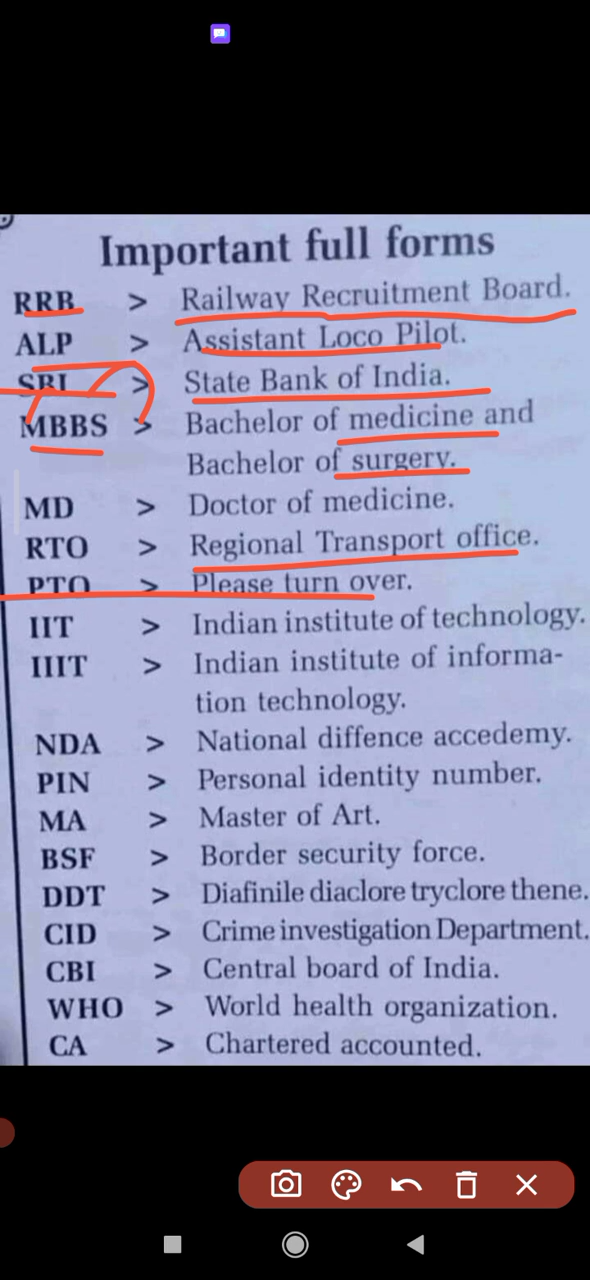 Important full forms
RRB > Railway Recruitment Board.
ALP > Assistant Loco Pilot.
SBI > State Bank of India.
MBBS > Bachelor of medicine and
Bachelor of surgery.
MD > Doctor of medicine.
RTO > Regional Transport office.
PTO > Please turn over.
IIT > Indian institute of technology.
IIIT > Indian institute of informa-
tion technology.
NDA > National diffence accedemy.
PIN > Personal identity number.
MA > Master of Art.
BSF > Border security force.
DDT > Diafinile diaclore tryclore thene.
CID > Crime investigation Department.
CBI > Central board of India.
WHO > World health organization.
CA > Chartered accounted.